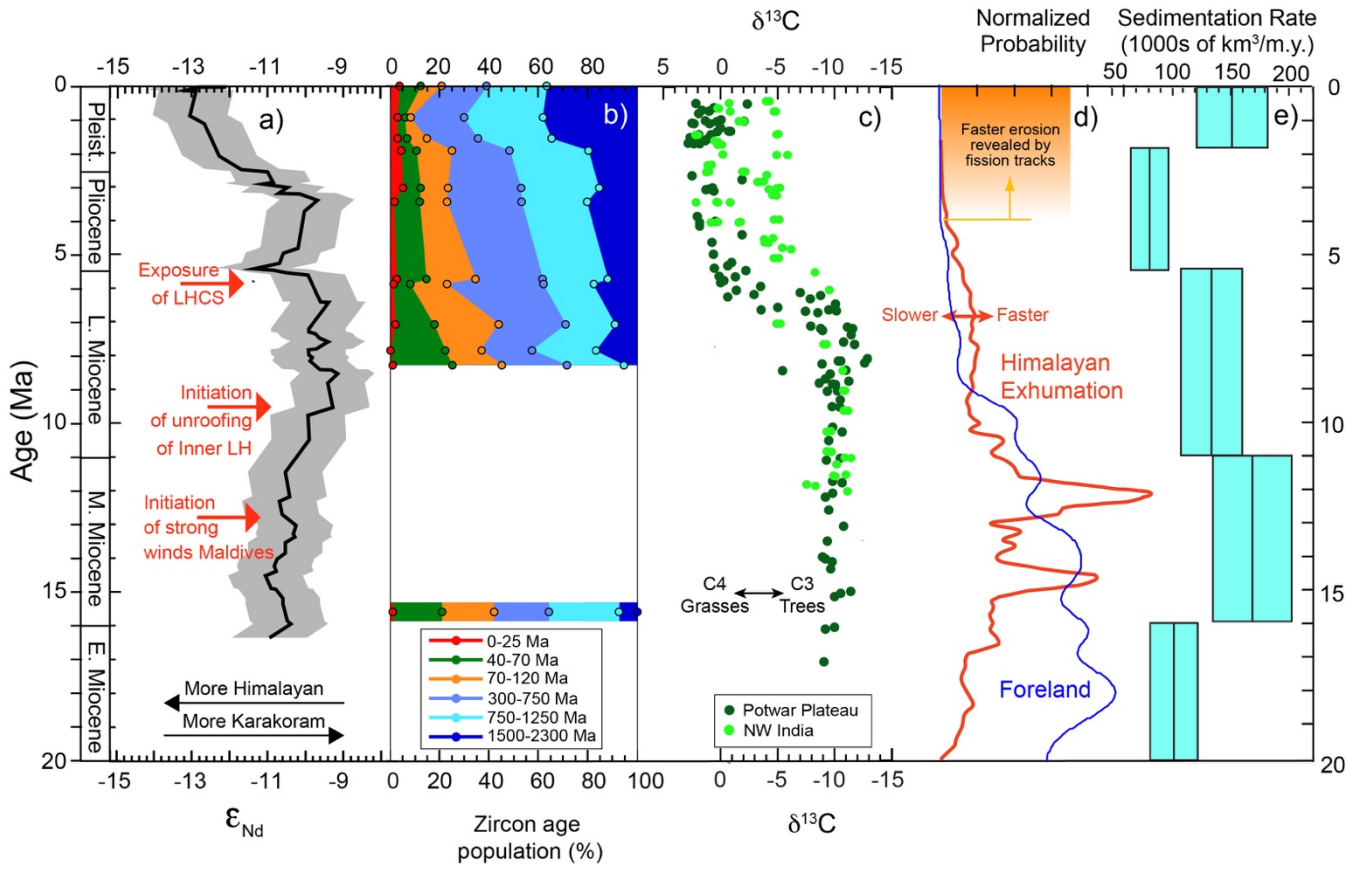 δ13C
Normalized
Probability
Sedimentation Rate
(1000s of km³/m.y.)
-15 -13 -11 -9
0 20 40 60 80
5 0 -5 -10 -15
50 100 150 200
a)
b)
c)
d)
e)
Age (Ma)
0
5
10
15
20
Pleist.
Pliocene
L. Miocene
M. Miocene
E. Miocene
Exposure
of LHCS
Initiation
of unroofing
of Inner LH
Initiation
of strong
winds Maldives
More Himalayan
More Karakoram
-15 -13 -11 -9
εNd
0-25 Ma
40-70 Ma
70-120 Ma
300-750 Ma
750-1250 Ma
1500-2300 Ma
0 20 40 60 80 100
Zircon age
population (%)
C4
Grasses
C3
Trees
Potwar Plateau
NW India
0 -5 -10 -15
δ13C
Faster erosion
revealed by
fission tracks
Slower
Faster
Himalayan
Exhumation
Foreland
0
5
10
15
20